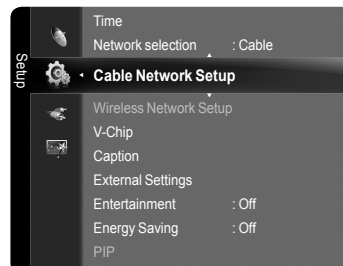 Setup
Time
Network selection : Cable
Cable Network Setup
Wireless Network Setup
V-Chip
Caption
External Settings
Entertainment : Off
Energy Saving : Off
PIP